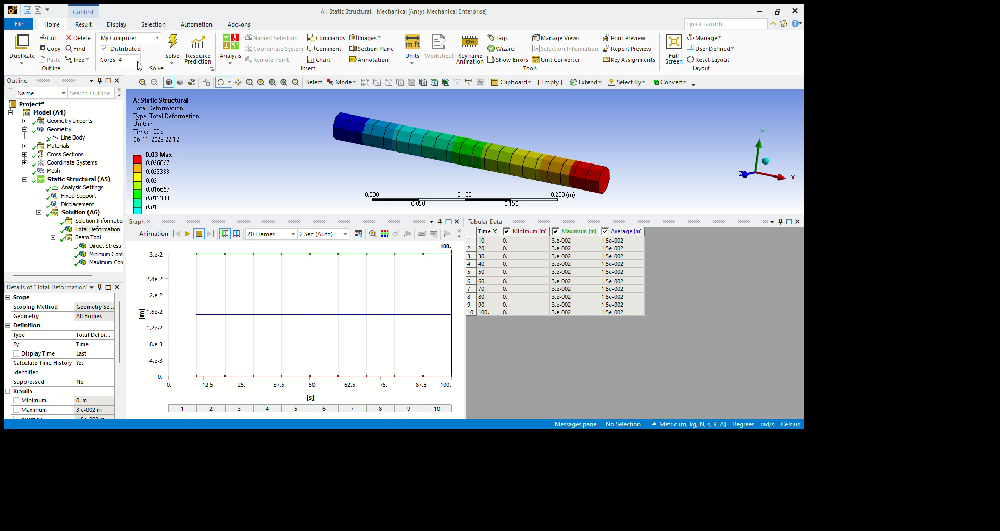 Context
A : Static Structural - Mechanical [Ansys Mechanical Enterprise]
File Home Result Display Selection Automation Add-ons Quick Launch
Duplicate Cut Copy Paste Delete Find Tree
Outline
My Computer
Distributed
Cores 4
Solve Resource Prediction
Solve
Analysis Named Selection Coordinate System Remote Point Commands Comment Chart Images Section Plane Annotation
Insert
Units Worksheet Keyframe Animation Tags Wizard Show Errors Manage Views Selection Information Unit Converter Print Preview Report Preview Key Assignments
Tools
Full Screen Manage User Defined Reset Layout
Layout
Select Mode Clipboard [ Empty ] Extend Select By Convert
Outline
Name Search Outline
Project*
Model (A4)
Geometry Imports
Geometry
Line Body
Materials
Cross Sections
Coordinate Systems
Mesh
Static Structural (A5)
Analysis Settings
Fixed Support
Displacement
Solution (A6)
Solution Informatio
Total Deformation
Beam Tool
Direct Stress
Minimum Coml
Maximum Com
Details of "Total Deformation"
Scope
Scoping Method Geometry Se...
Geometry All Bodies
Definition
Type Total Defor...
By Time
Display Time Last
Calculate Time History Yes
Identifier
Suppressed No
Results
Minimum 0. m
Maximum 3.e-002 m
A: Static Structural
Total Deformation
Type: Total Deformation
Unit: m
Time: 100 s
06-11-2023 22:12
0.03 Max
0.026667
0.023333
0.02
0.016667
0.013333
0.01
0.000 0.100 0.200 (m)
0.050 0.150
Y
Z
X
Graph
Animation 20 Frames 2 Sec (Auto)
100.
3.e-2
2.4e-2
2.e-2
1.6e-2
1.2e-2
8.e-3
4.e-3
0.
[m]
0. 12.5 25. 37.5 50. 62.5 75. 87.5 100.
[s]
1 2 3 4 5 6 7 8 9 10
Tabular Data
Time [s] Minimum [m] Maximum [m] Average [m]
1 10. 0. 3.e-002 1.5e-002
2 20. 0. 3.e-002 1.5e-002
3 30. 0. 3.e-002 1.5e-002
4 40. 0. 3.e-002 1.5e-002
5 50. 0. 3.e-002 1.5e-002
6 60. 0. 3.e-002 1.5e-002
7 70. 0. 3.e-002 1.5e-002
8 80. 0. 3.e-002 1.5e-002
9 90. 0. 3.e-002 1.5e-002
10 100. 0. 3.e-002 1.5e-002
Messages pane No Selection Metric (m, kg, N, s, V, A) Degrees rad/s Celsius